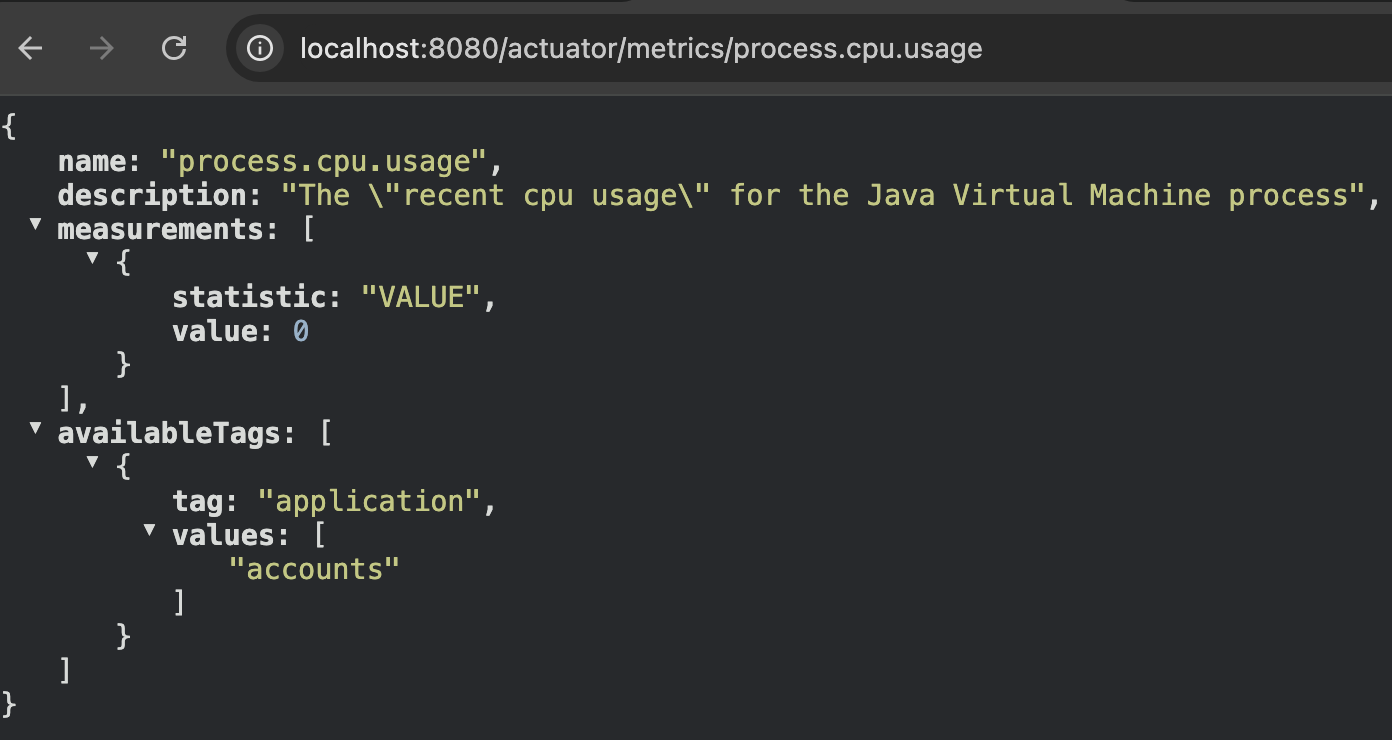 localhost:8080/actuator/metrics/process.cpu.usage
{
name: "process.cpu.usage",
description: "The \"recent cpu usage\" for the Java Virtual Machine process",
measurements: [
{
statistic: "VALUE",
value: 0
}
],
availableTags: [
{
tag: "application",
values: [
"accounts"
]
}
]
}